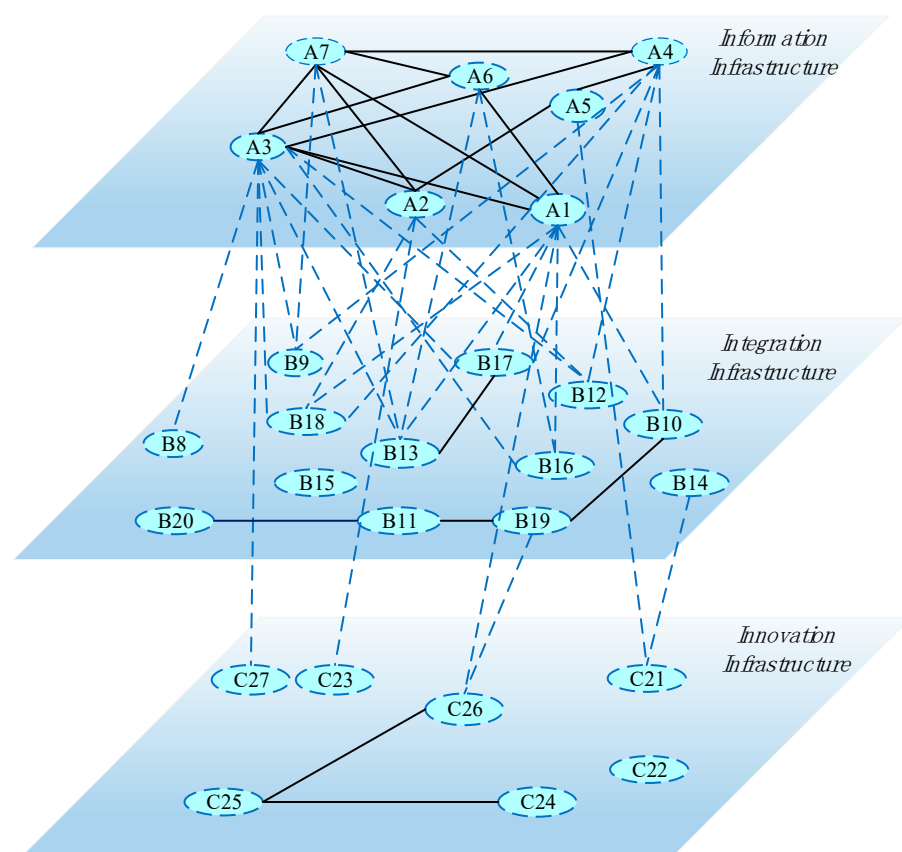 Information
Infrastructure
A7
A4
A6
A5
A3
A2
A1
Integration
Infrastructure
B9
B17
B12
B18
B10
B8
B13
B16
B15
B14
B20
B11
B19
Innovation
Infrastructure
C27
C23
C21
C26
C22
C25
C24